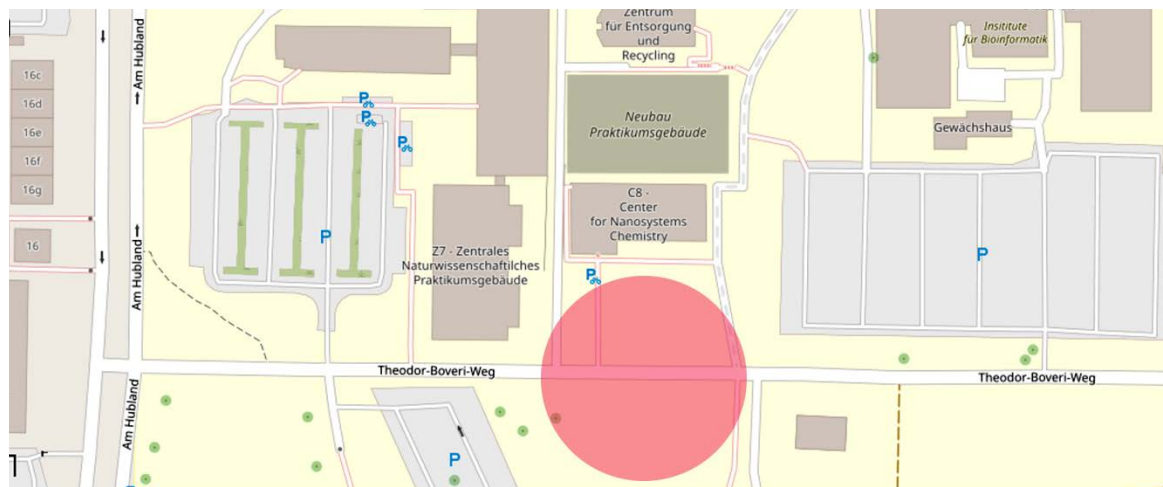 Am Hubland
Zentrum
für Entsorgung
und
Recycling
Insititute
für Bioinformatik
16c
16d
16e
16f
16g
P
P
P
Neubau
Praktikumsgebäude
Gewächshaus
C8 -
Center
for Nanosystems
Chemistry
16
Am Hubland
P
Z7 - Zentrales
Naturwissenschaftilches
Praktikumsgebäude
P
P
Theodor-Boveri-Weg
Theodor-Boveri-Weg
Am Hubland
P